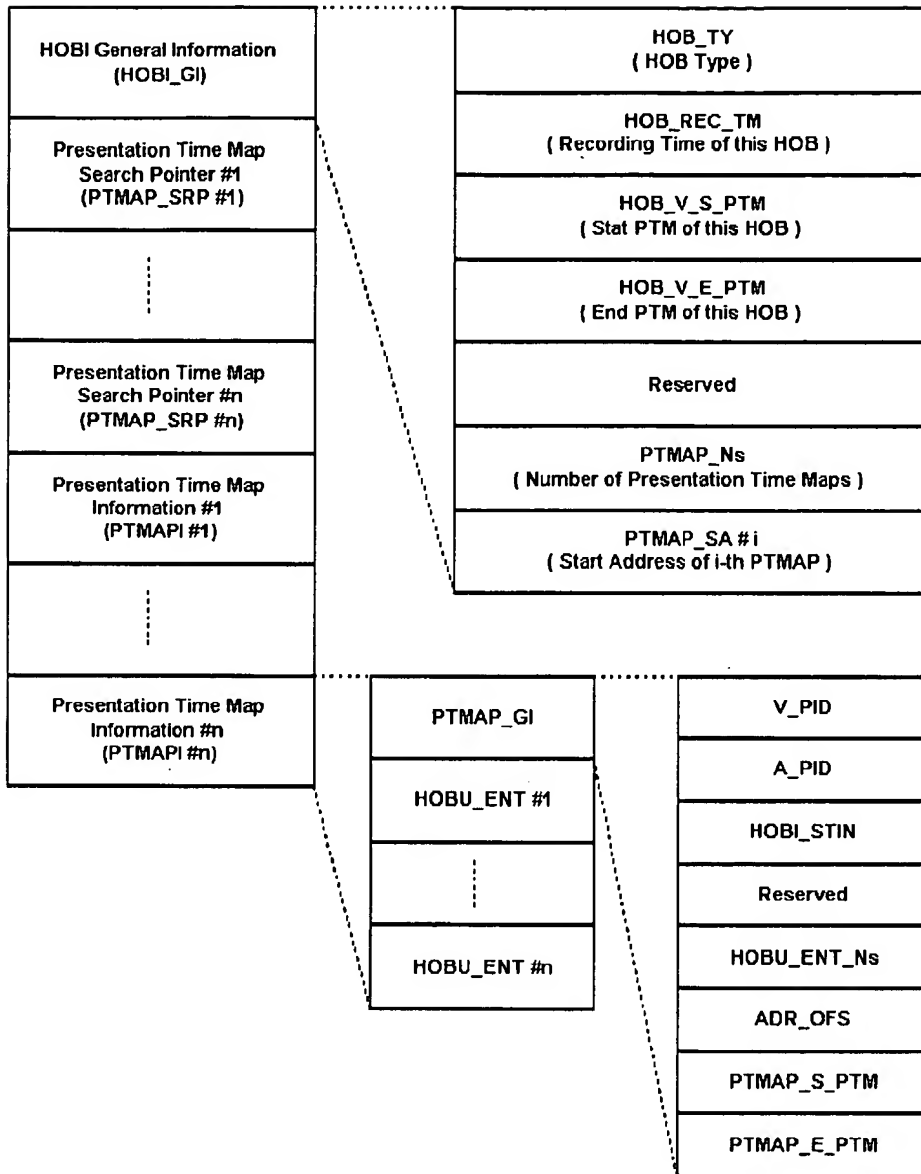 HOBI General Information
(HOBI_GI)
Presentation Time Map
Search Pointer #1
(PTMAP_SRP #1)
Presentation Time Map
Search Pointer #n
(PTMAP_SRP #n)
Presentation Time Map
Information #1
(PTMAPI #1)
Presentation Time Map
Information #n
(PTMAPI #n)
HOB_TY
( HOB Type )
HOB_REC_TM
( Recording Time of this HOB )
HOB_V_S_PTM
( Stat PTM of this HOB )
HOB_V_E_PTM
( End PTM of this HOB )
Reserved
PTMAP_Ns
( Number of Presentation Time Maps )
PTMAP_SA # i
( Start Address of i-th PTMAP )
PTMAP_GI
HOBU_ENT #1
HOBU_ENT #n
V_PID
A_PID
HOBI_STIN
Reserved
HOBU_ENT_Ns
ADR_OFS
PTMAP_S_PTM
PTMAP_E_PTM